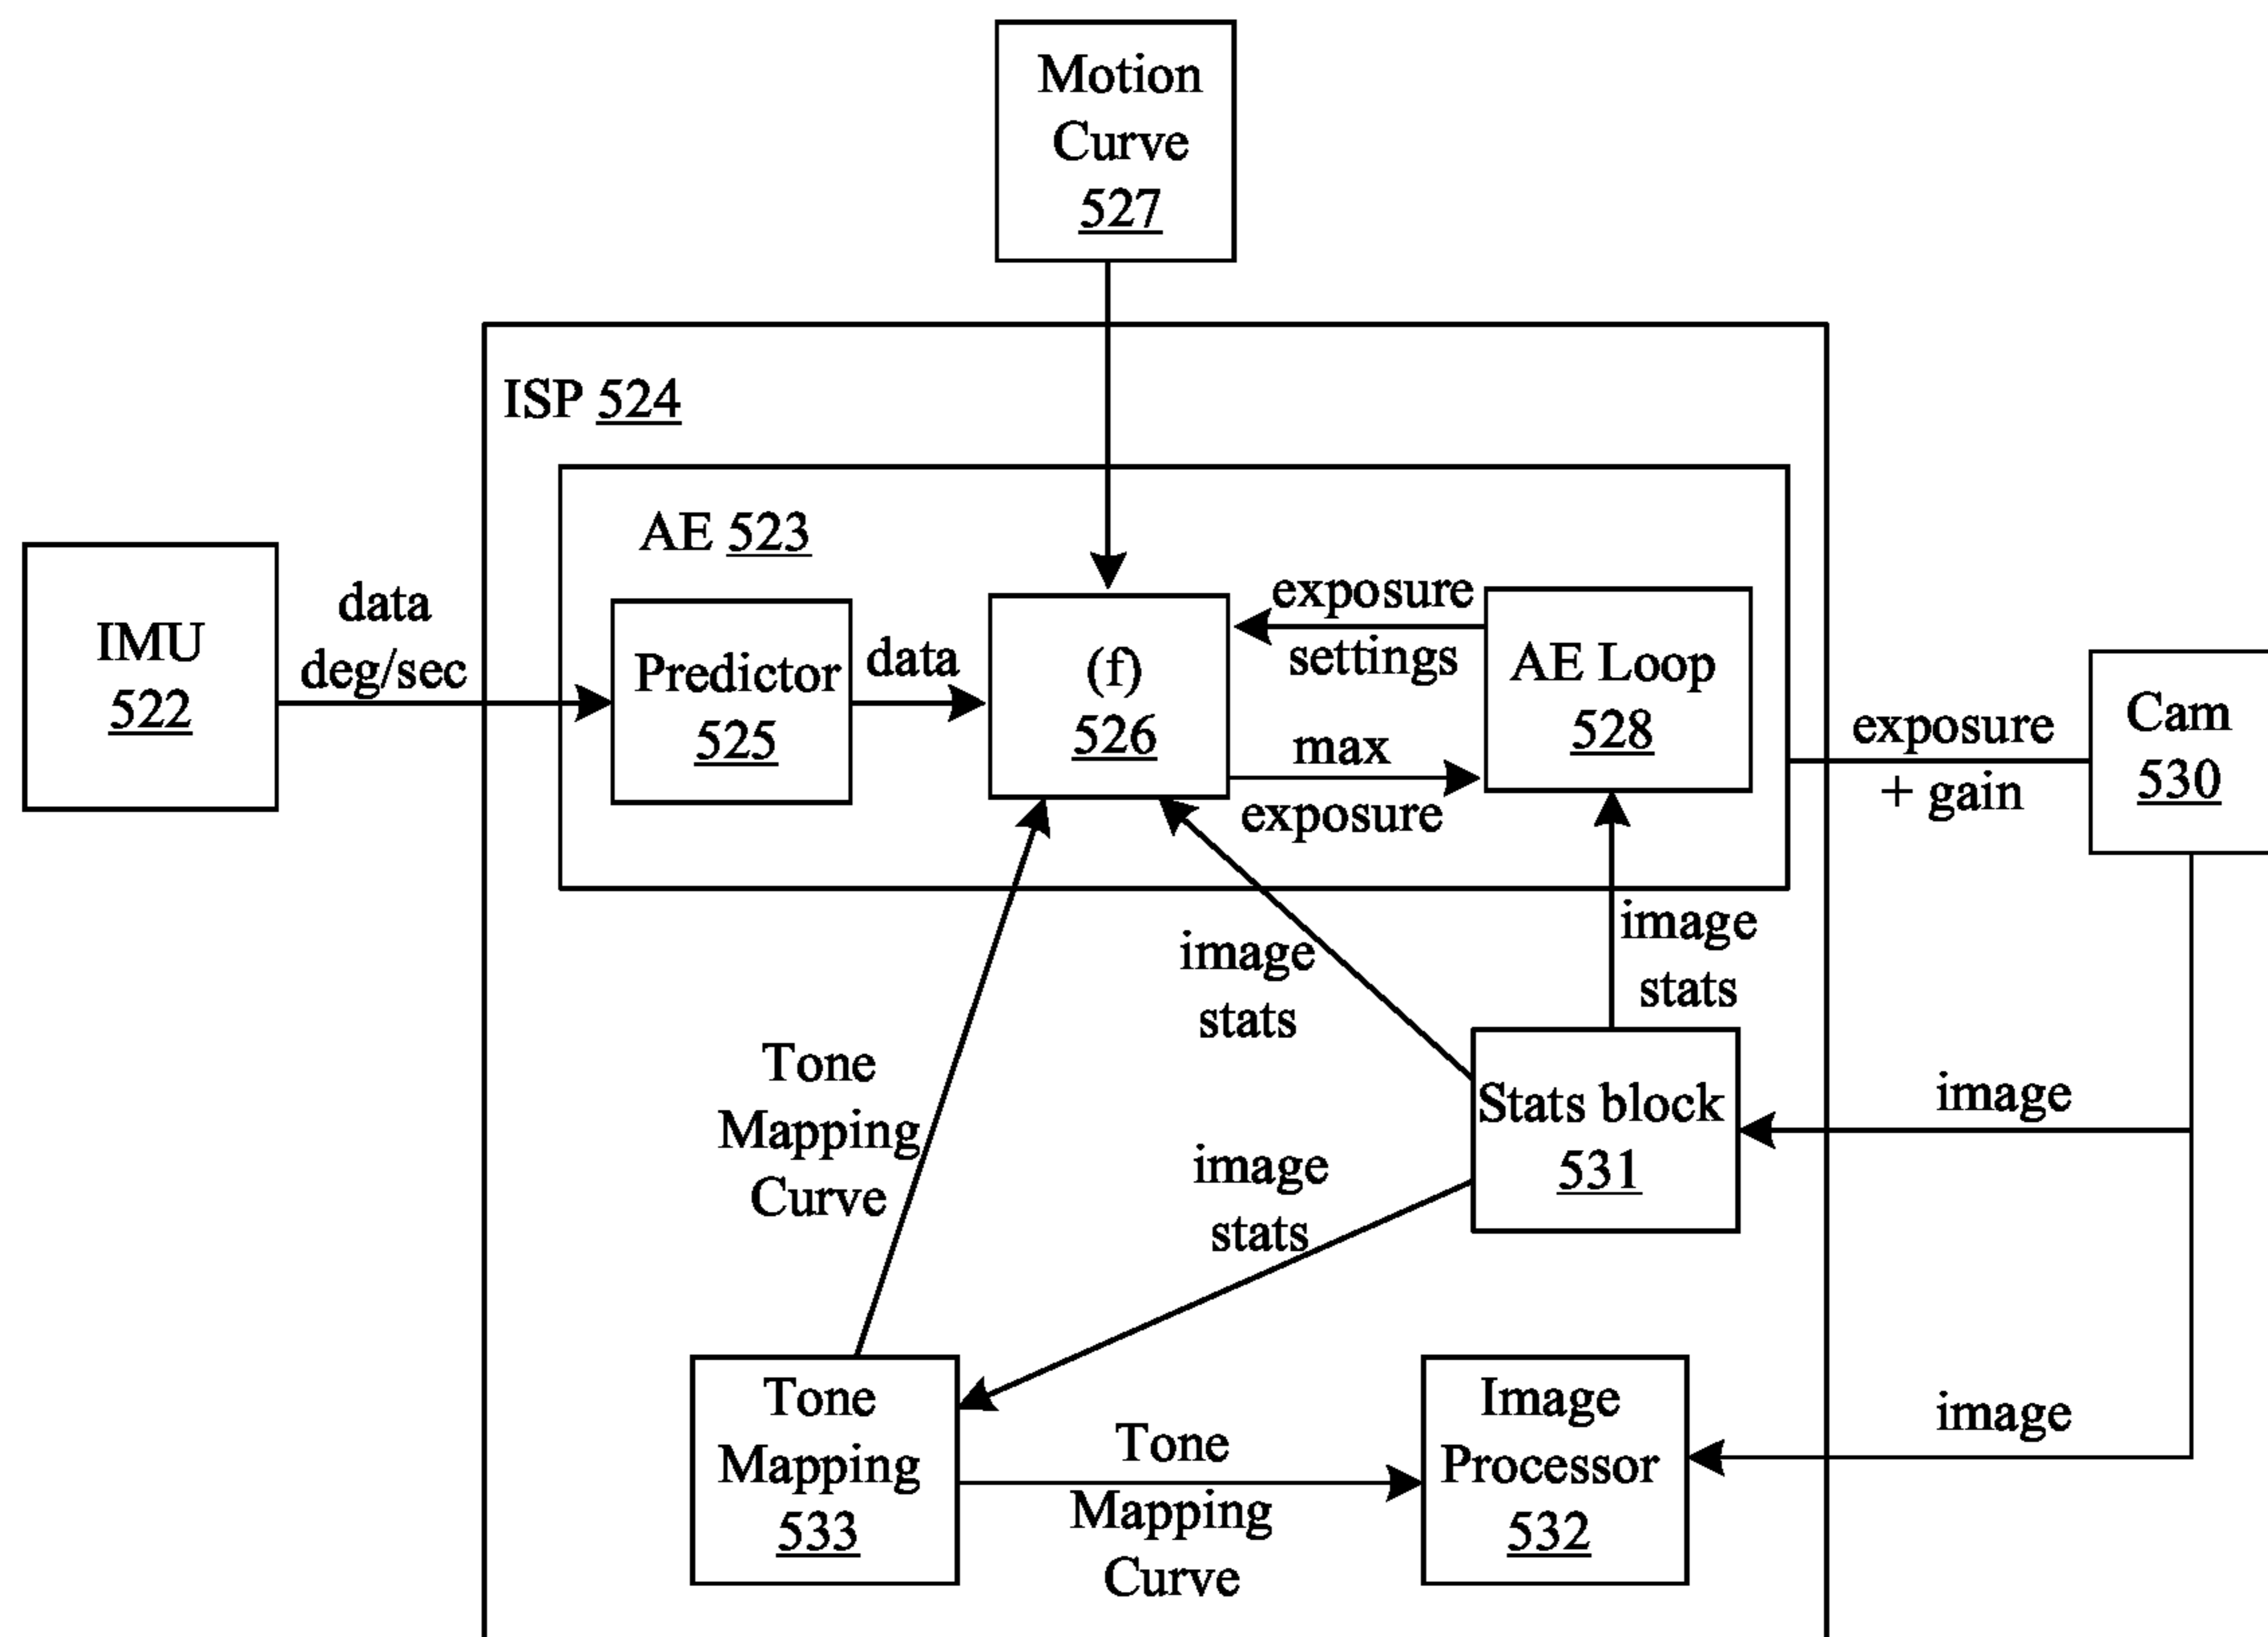 Motion
Curve
527
ISP 524
AE 523
IMU
522
data
deg/sec
Predictor
525
data
(f)
526
exposure
settings
max
exposure
AE Loop
528
exposure
+ gain
Cam
530
image
stats
image
stats
Tone
Mapping
Curve
image
stats
Stats block
531
image
Tone
Mapping
533
Tone
Mapping
Curve
Image
Processor
532
image